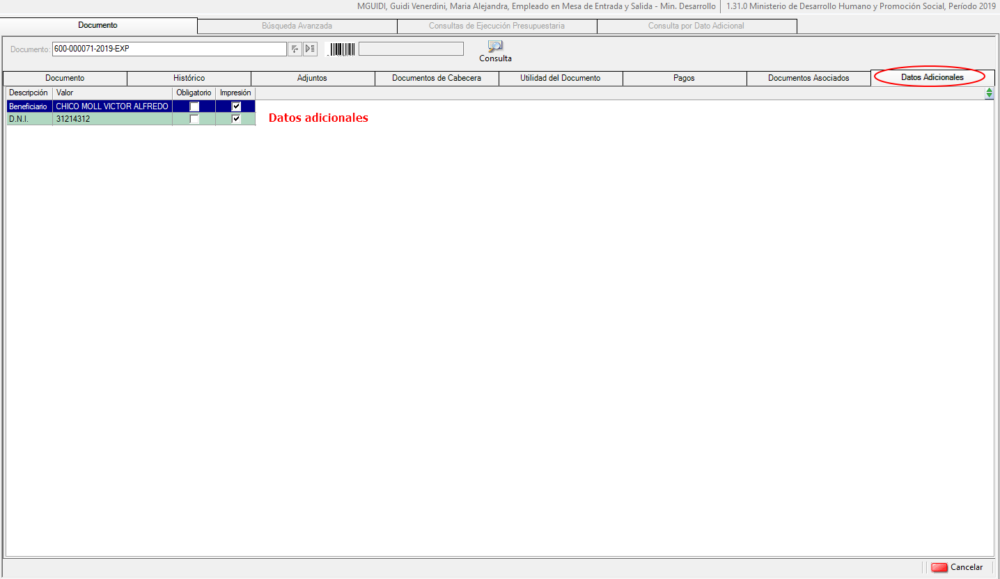 MGUIDI, Guidi Venerdini, Maria Alejandra, Empleado en Mesa de Entrada y Salida - Min. Desarrollo 1.31.0 Ministerio de Desarrollo Humano y Promoción Social, Período 2019
Documento Búsqueda Avanzada Consultas de Ejecución Presupuestaria Consulta por Dato Adicional
Documento: 600-000071-2019-EXP
Consulta
Documento Histórico Adjuntos Documentos de Cabecera Utilidad del Documento Pagos Documentos Asociados Datos Adicionales
Descripción Valor Obligatorio Impresión
Beneficiario CHICO MOLL VICTOR ALFREDO
D.N.I. 31214312
Datos adicionales
Cancelar